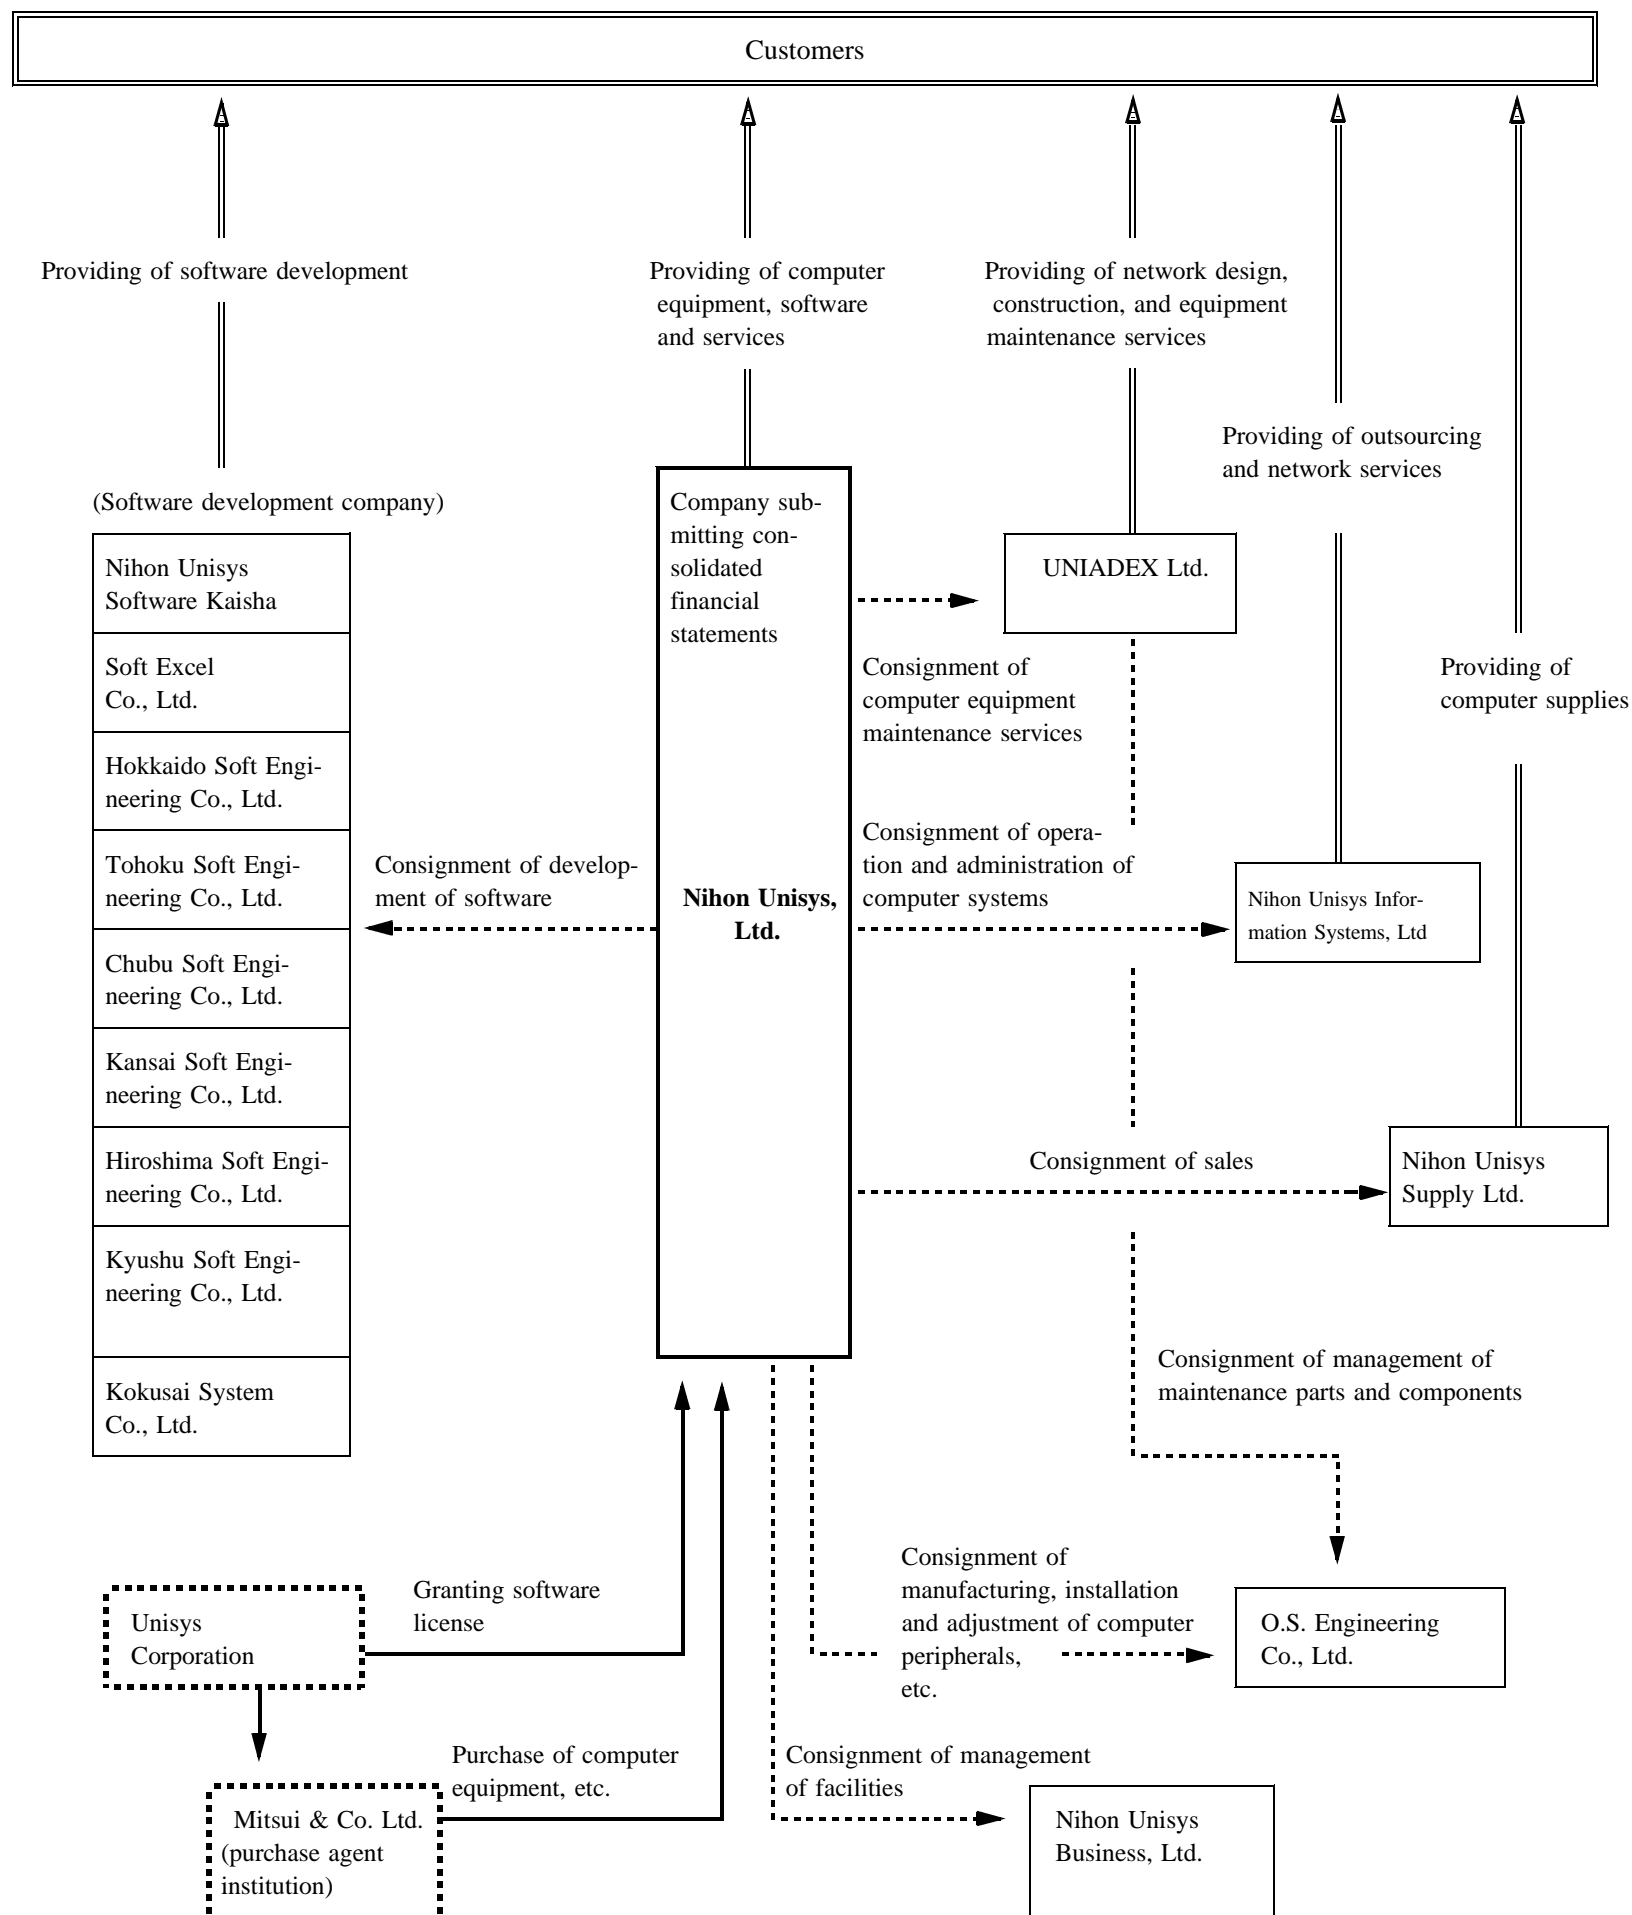 Customers
Providing of software development
Providing of computer
equipment, software
and services
Providing of network design,
construction, and equipment
maintenance services
Providing of outsourcing
and network services
Providing of
computer supplies
(Software development company)
Nihon Unisys
Software Kaisha
Soft Excel
Co., Ltd.
Hokkaido Soft Engi-
neering Co., Ltd.
Tohoku Soft Engi-
neering Co., Ltd.
Chubu Soft Engi-
neering Co., Ltd.
Kansai Soft Engi-
neering Co., Ltd.
Hiroshima Soft Engi-
neering Co., Ltd.
Kyushu Soft Engi-
neering Co., Ltd.
Kokusai System
Co., Ltd.
Consignment of develop-
ment of software
Company sub-
mitting con-
solidated
financial
statements
Nihon Unisys,
Ltd.
UNIADEX Ltd.
Consignment of
computer equipment
maintenance services
Consignment of opera-
tion and administration of
computer systems
Nihon Unisys Infor-
mation Systems, Ltd
Consignment of sales
Nihon Unisys
Supply Ltd.
Consignment of management of
maintenance parts and components
Consignment of
manufacturing, installation
and adjustment of computer
peripherals,
etc.
O.S. Engineering
Co., Ltd.
Unisys
Corporation
Granting software
license
Purchase of computer
equipment, etc.
Mitsui & Co. Ltd.
(purchase agent
institution)
Consignment of management
of facilities
Nihon Unisys
Business, Ltd.